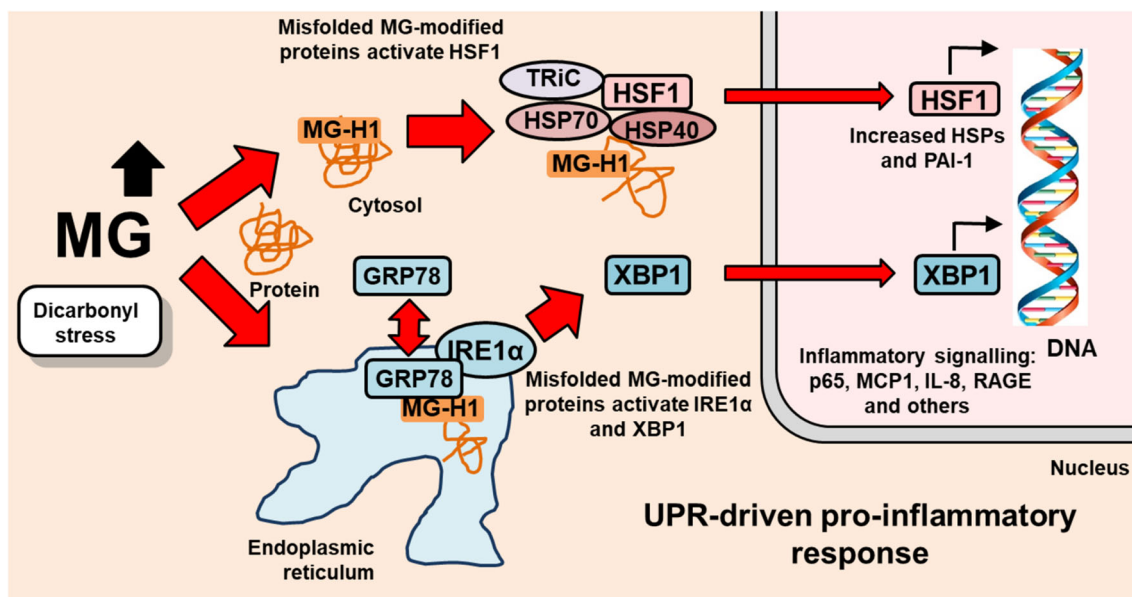 Misfolded MG-modified
proteins activate HSF1
TRiC
HSF1
HSP70
HSP40
MG-H1
MG-H1
Cytosol
HSF1
Increased HSPs
and PAI-1
MG
Dicarbonyl
stress
Protein
GRP78
XBP1
XBP1
IRE1α
GRP78
MG-H1
Misfolded MG-modified
proteins activate IRE1α
and XBP1
Inflammatory signalling:
p65, MCP1, IL-8, RAGE
and others
DNA
Nucleus
Endoplasmic
reticulum
UPR-driven pro-inflammatory
response